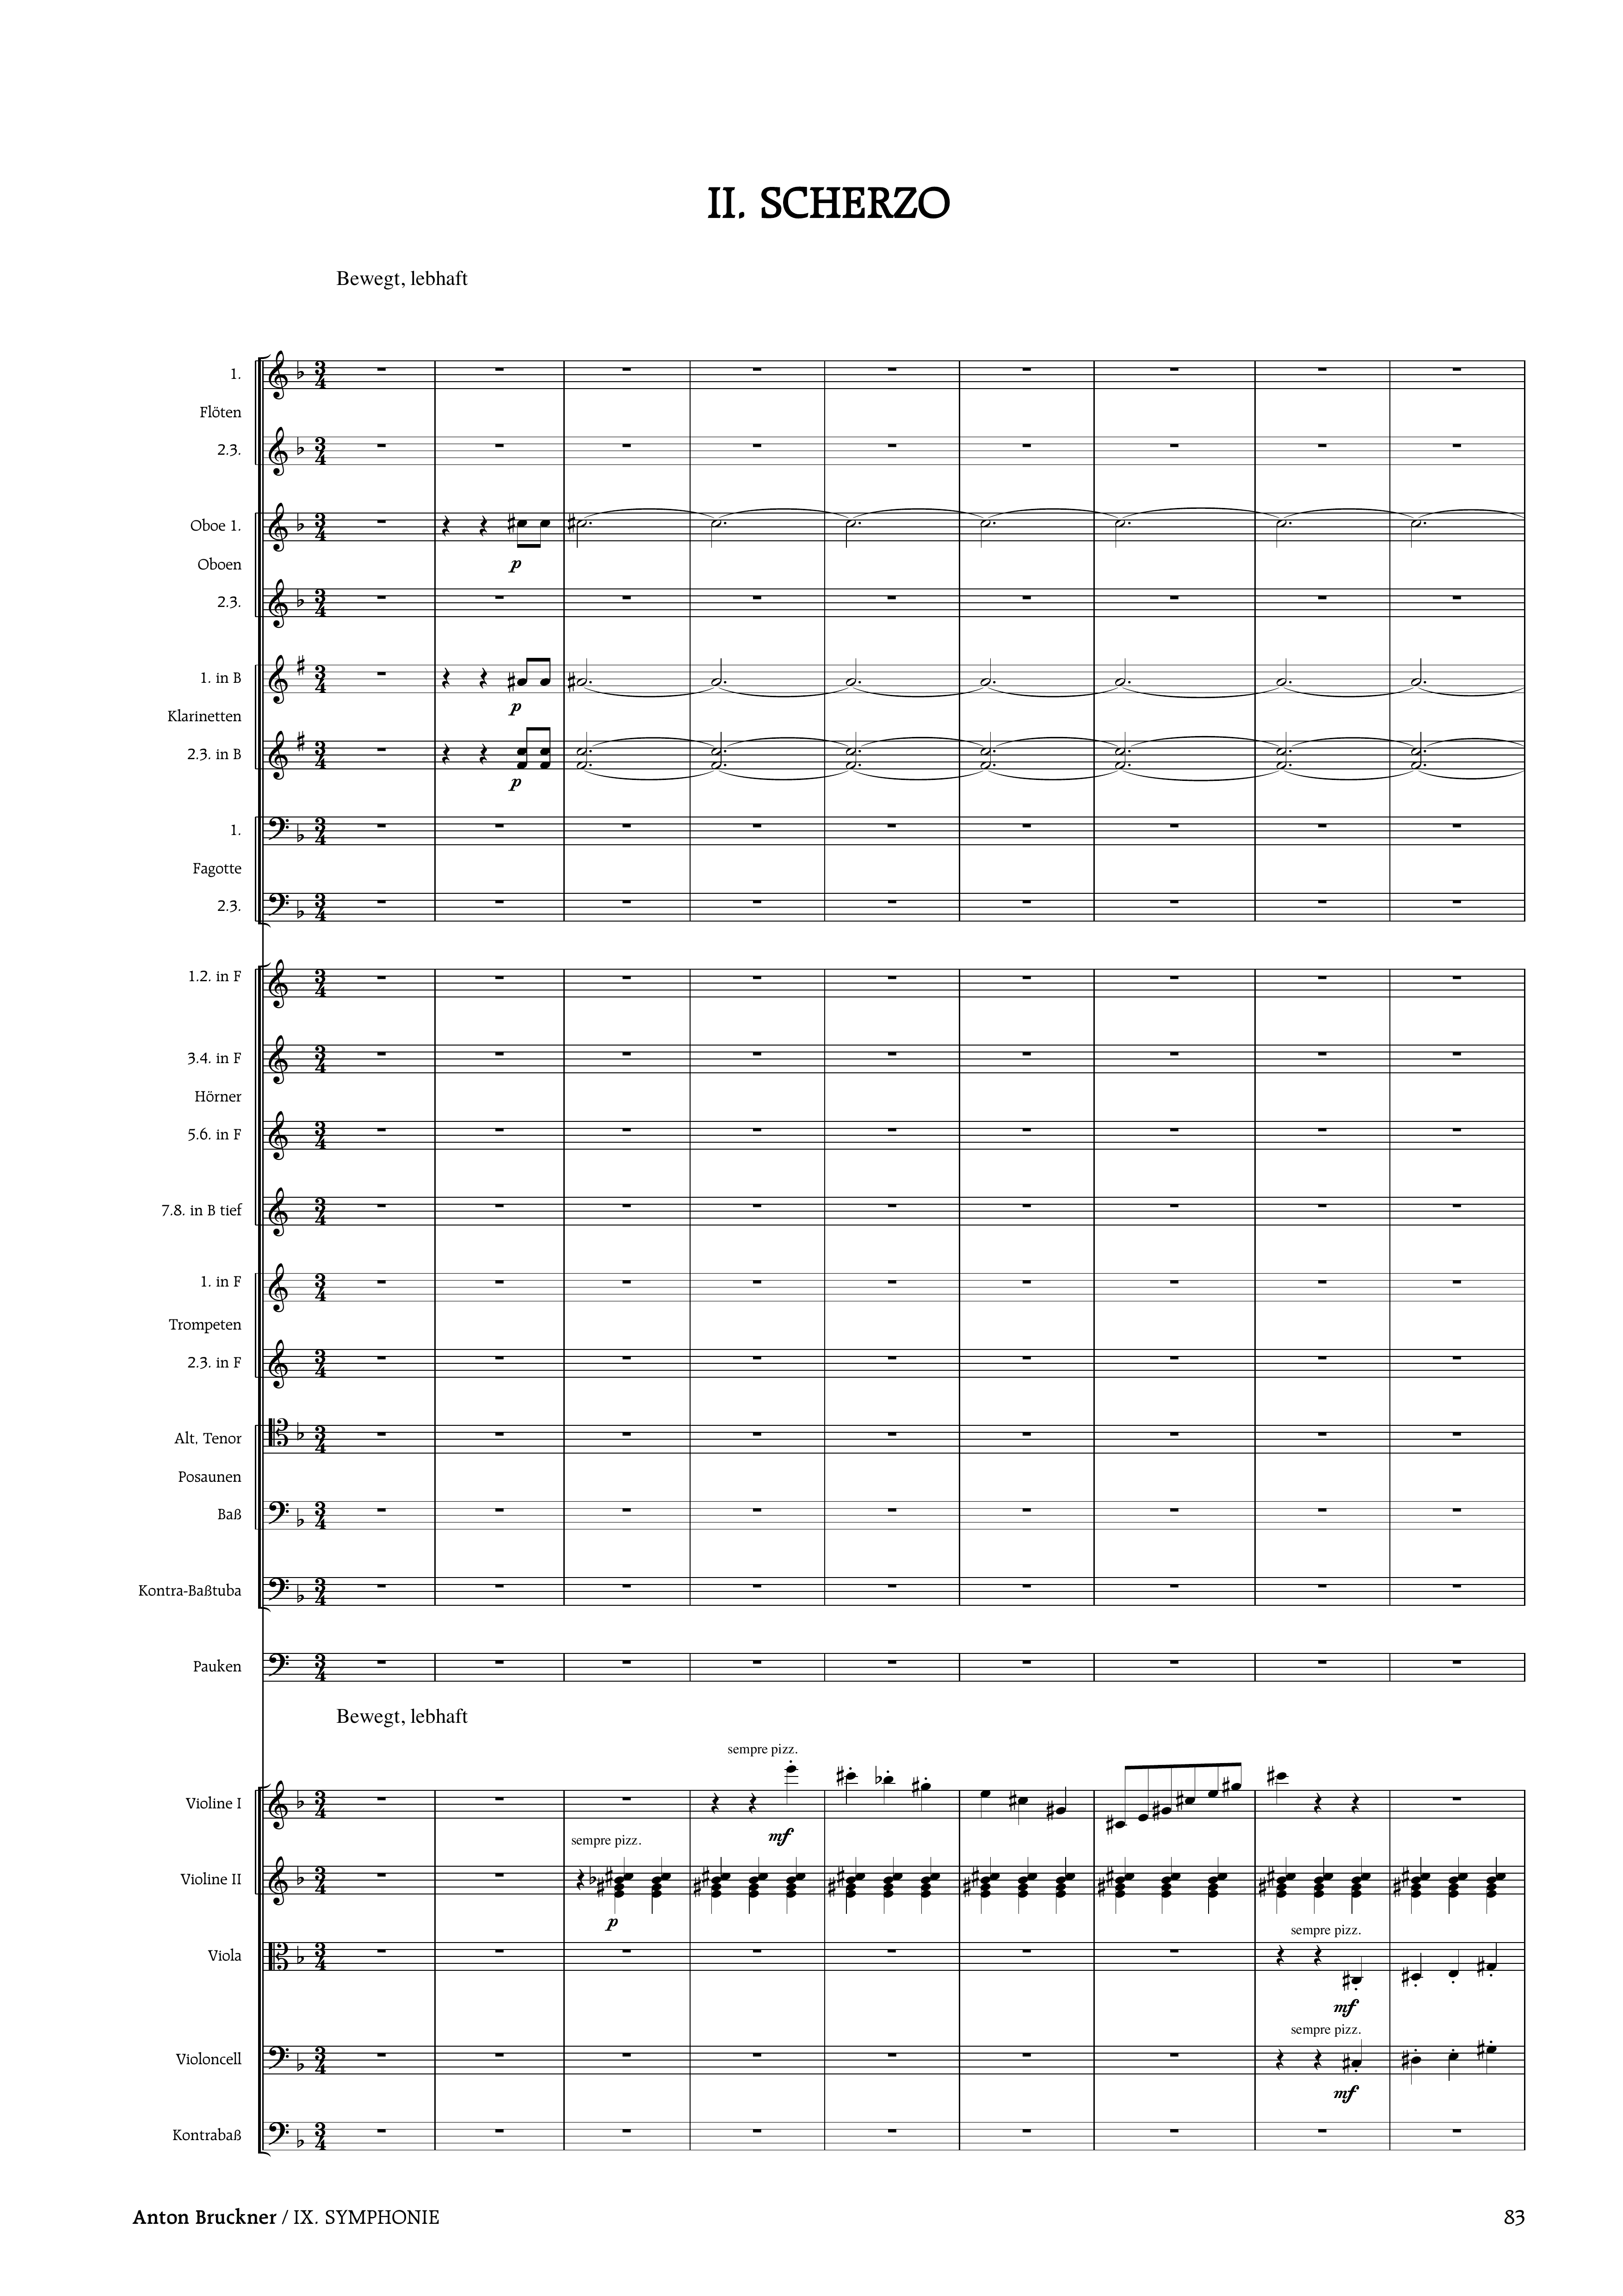 II. SCHERZO
Bewegt, lebhaft
1.
Flöten
2.3.
Oboe 1.
p
Oboen
2.3.
1. in B
p
Klarinetten
2.3. in B
p
1.
Fagotte
2.3.
1.2. in F
3.4. in F
Hörner
5.6. in F
7.8. in B tief
1. in F
Trompeten
2.3. in F
Alt, Tenor
Posaunen
Baß
Kontra-Baßtuba
Pauken
Bewegt, lebhaft
sempre pizz.
Violine I
mf
sempre pizz.
Violine II
p
sempre pizz.
Viola
mf
sempre pizz.
Violoncell
mf
Kontrabaß
Anton Bruckner / IX. SYMPHONIE 83